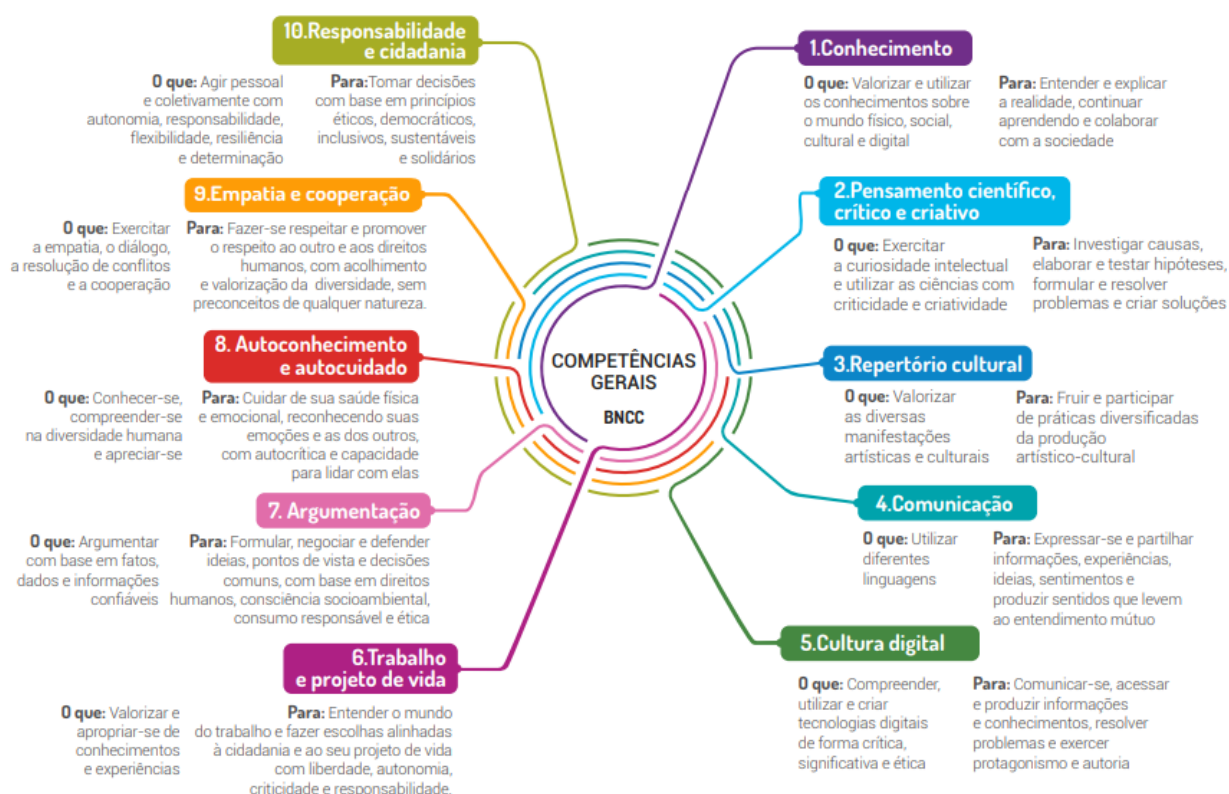 COMPETÊNCIAS
GERAIS
BNCC
1.Conhecimento
O que: Valorizar e utilizar
os conhecimentos sobre
o mundo físico, social,
cultural e digital
Para: Entender e explicar
a realidade, continuar
aprendendo e colaborar
com a sociedade
2.Pensamento científico,
crítico e criativo
O que: Exercitar
a curiosidade intelectual
e utilizar as ciências com
criticidade e criatividade
Para: Investigar causas,
elaborar e testar hipóteses,
formular e resolver
problemas e criar soluções
3.Repertório cultural
O que: Valorizar
as diversas
manifestações
artísticas e culturais
Para: Fruir e participar
de práticas diversificadas
da produção
artístico-cultural
4.Comunicação
O que: Utilizar
diferentes
linguagens
Para: Expressar-se e partilhar
informações, experiências,
ideias, sentimentos e
produzir sentidos que levem
ao entendimento mútuo
5.Cultura digital
O que: Compreender,
utilizar e criar
tecnologias digitais
de forma crítica,
significativa e ética
Para: Comunicar-se, acessar
e produzir informações
e conhecimentos, resolver
problemas e exercer
protagonismo e autoria
6.Trabalho
e projeto de vida
O que: Valorizar e
apropriar-se de
conhecimentos
e experiências
Para: Entender o mundo
do trabalho e fazer escolhas alinhadas
à cidadania e ao seu projeto de vida
com liberdade, autonomia,
criticidade e responsabilidade.
7. Argumentação
O que: Argumentar
com base em fatos,
dados e informações
confiáveis
Para: Formular, negociar e defender
ideias, pontos de vista e decisões
comuns, com base em direitos
humanos, consciência socioambiental,
consumo responsável e ética
8. Autoconhecimento
e autocuidado
O que: Conhecer-se,
compreender-se
na diversidade humana
e apreciar-se
Para: Cuidar de sua saúde física
e emocional, reconhecendo suas
emoções e as dos outros,
com autocrítica e capacidade
para lidar com elas
9.Empatia e cooperação
O que: Exercitar
a empatia, o diálogo,
a resolução de conflitos
e a cooperação
Para: Fazer-se respeitar e promover
o respeito ao outro e aos direitos
humanos, com acolhimento
e valorização da diversidade, sem
preconceitos de qualquer natureza.
10.Responsabilidade
e cidadania
O que: Agir pessoal
e coletivamente com
autonomia, responsabilidade,
flexibilidade, resiliência
e determinação
Para:Tomar decisões
com base em princípios
éticos, democráticos,
inclusivos, sustentáveis
e solidários